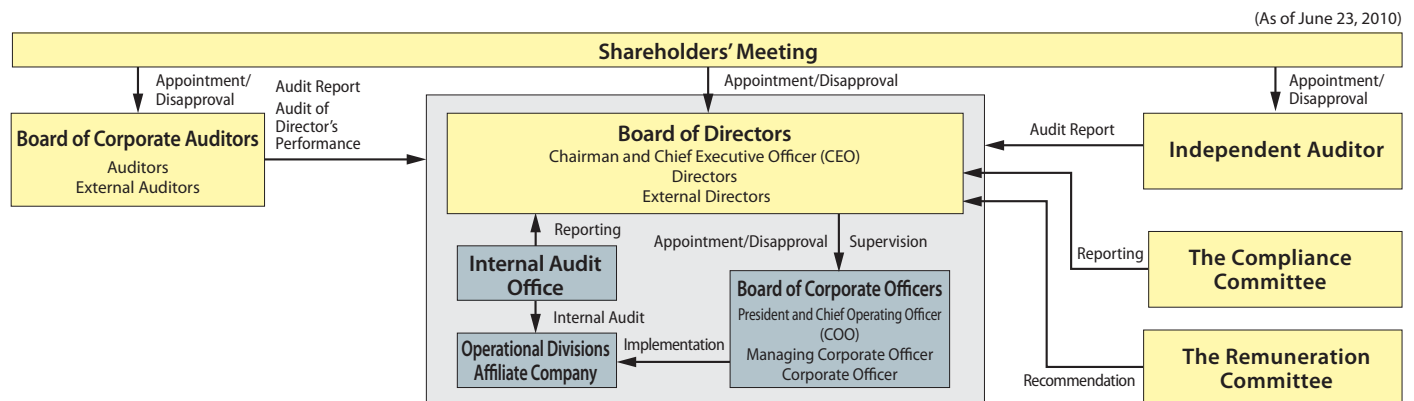 (As of June 23, 2010)
Shareholders' Meeting
Appointment/
Disapproval
Audit Report
Audit of
Director's
Performance
Appointment/Disapproval
Appointment/
Disapproval
Board of Corporate Auditors
Auditors
External Auditors
Board of Directors
Chairman and Chief Executive Officer (CEO)
Directors
External Directors
Audit Report
Independent Auditor
Reporting
Appointment/Disapproval
Supervision
Internal Audit
Office
Board of Corporate Officers
President and Chief Operating Officer
(COO)
Managing Corporate Officer
Corporate Officer
Reporting
The Compliance
Committee
Internal Audit
Operational Divisions
Affiliate Company
Implementation
Recommendation
The Remuneration
Committee